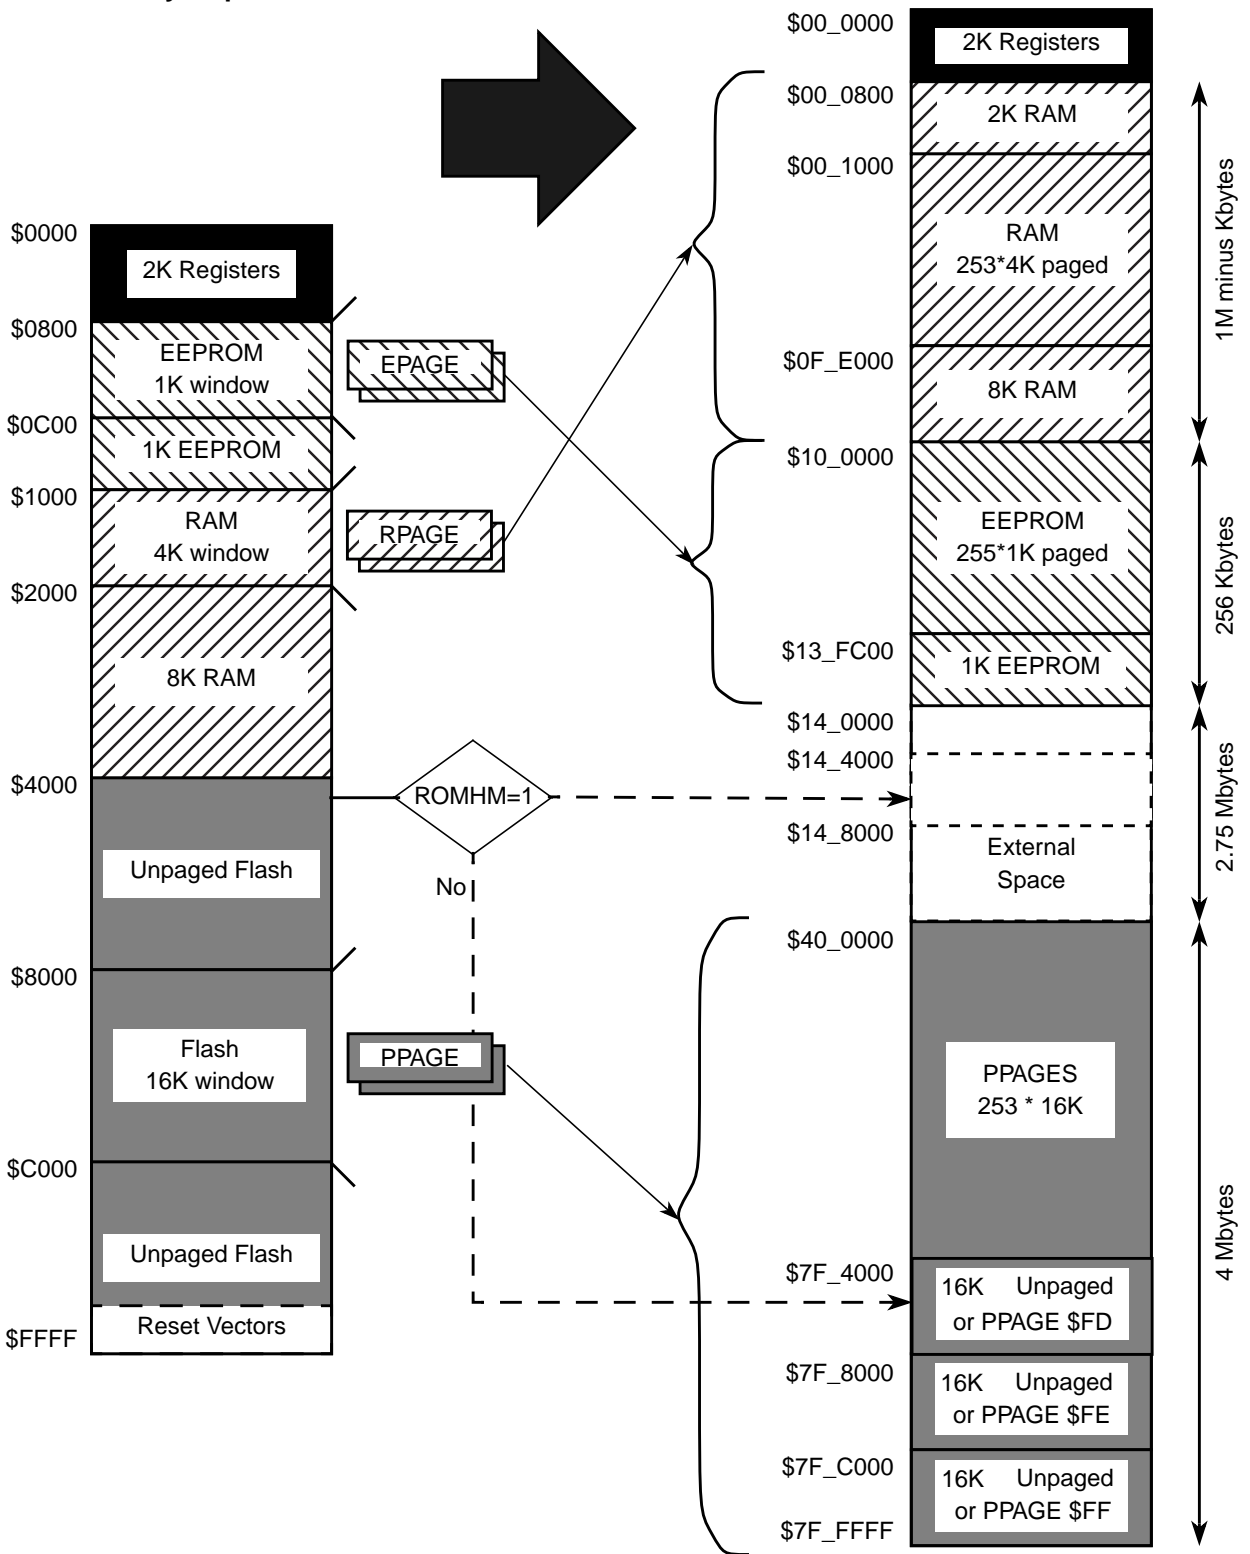 $0000
2K Registers
$0800
EEPROM
1K window
$0C00
1K EEPROM
$1000
RAM
4K window
$2000
8K RAM
$4000
Unpaged Flash
$8000
Flash
16K window
$C000
Unpaged Flash
Reset Vectors
$FFFF
EPAGE
RPAGE
ROMHM=1
No
PPAGE
$00_0000
2K Registers
$00_0800
2K RAM
$00_1000
RAM
253*4K paged
$0F_E000
8K RAM
$10_0000
EEPROM
255*1K paged
$13_FC00
1K EEPROM
$14_0000
$14_4000
$14_8000
External
Space
$40_0000
PPAGES
253 * 16K
$7F_4000
16K Unpaged
or PPAGE $FD
$7F_8000
16K Unpaged
or PPAGE $FE
$7F_C000
16K Unpaged
or PPAGE $FF
$7F_FFFF
1M minus Kbytes
256 Kbytes
2.75 Mbytes
4 Mbytes